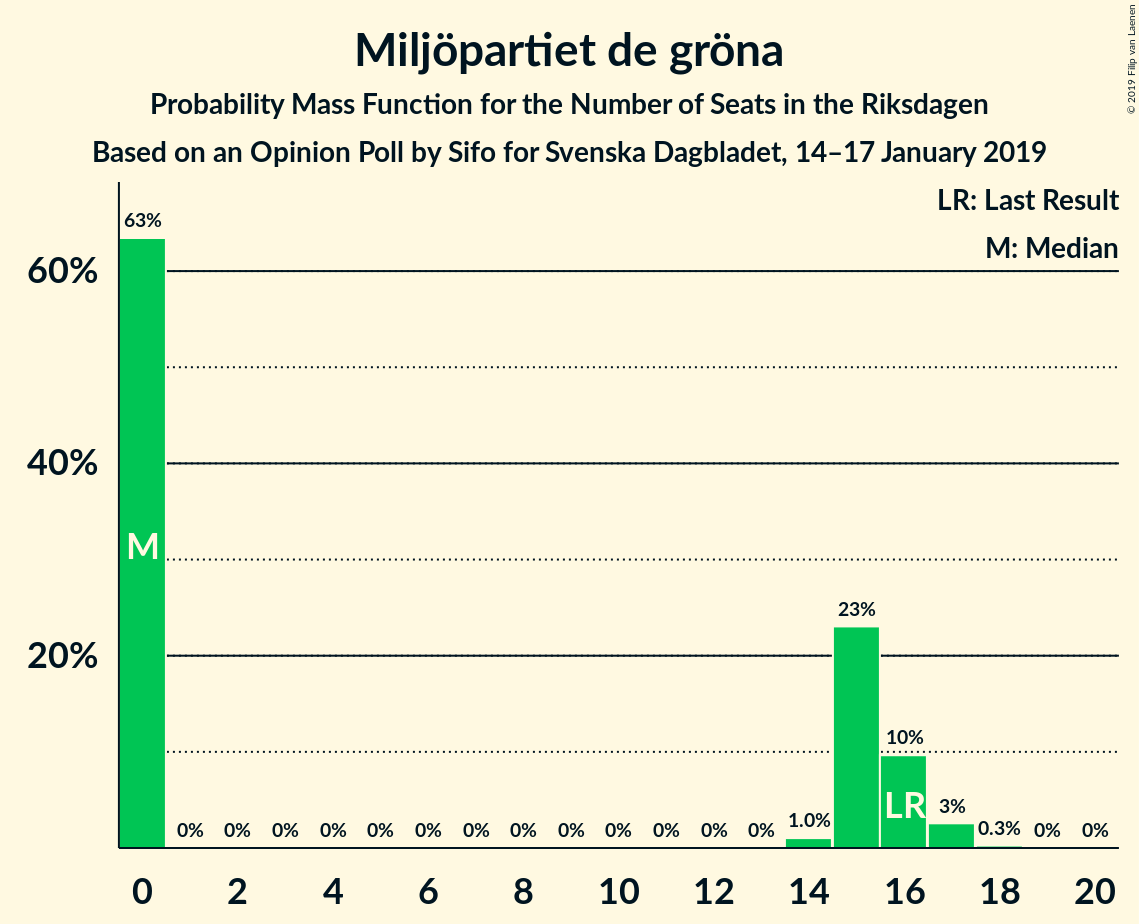 Miljöpartiet de gröna
Probability Mass Function for the Number of Seats in the Riksdagen
Based on an Opinion Poll by Sifo for Svenska Dagbladet, 14–17 January 2019
© 2019 Filip van Laenen
LR: Last Result
M: Median
60%
40%
20%
63%
0% 0% 0% 0% 0% 0% 0% 0% 0% 0% 0% 0% 0% 1.0% 23% 10% 3% 0.3% 0% 0%
M
LR
0 2 4 6 8 10 12 14 16 18 20